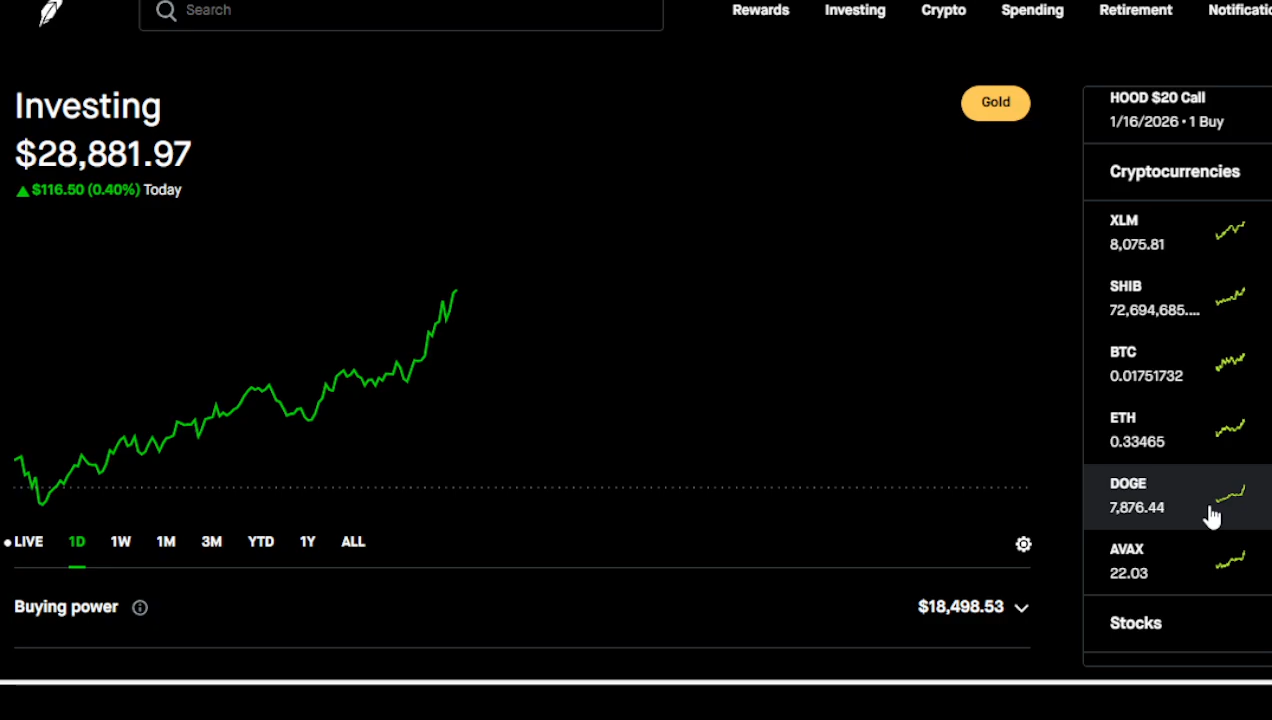 Search
Rewards
Investing
Crypto
Spending
Retirement
Investing
$28,881.97
$116.50 (0.40%) Today
Gold
LIVE
1D
1W
1M
3M
YTD
1Y
ALL
Buying power
$18,498.53
HOOD $20 Call
1/16/2026 • 1 Buy
Cryptocurrencies
XLM
8,075.81
SHIB
72,694,685....
BTC
0.01751732
ETH
0.33465
DOGE
7,876.44
AVAX
22.03
Stocks